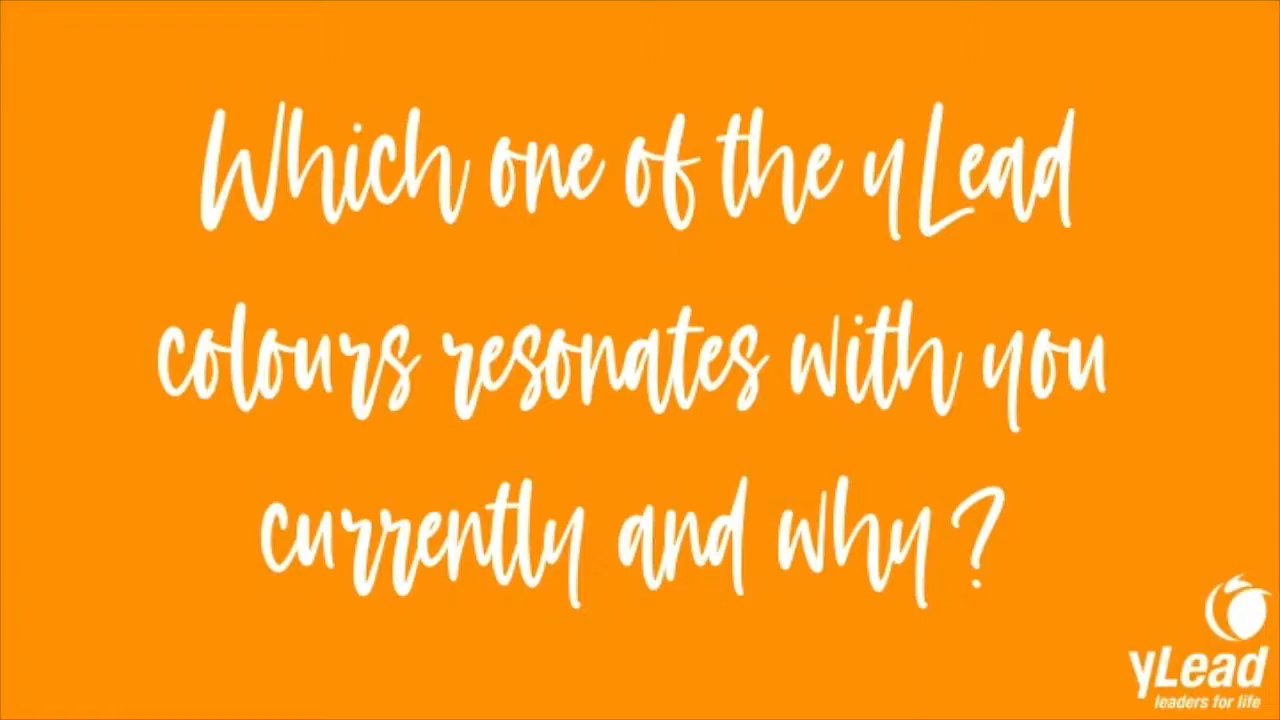 Which one of the yLead
colours resonates with you
currently and why?
yLead
leaders for life